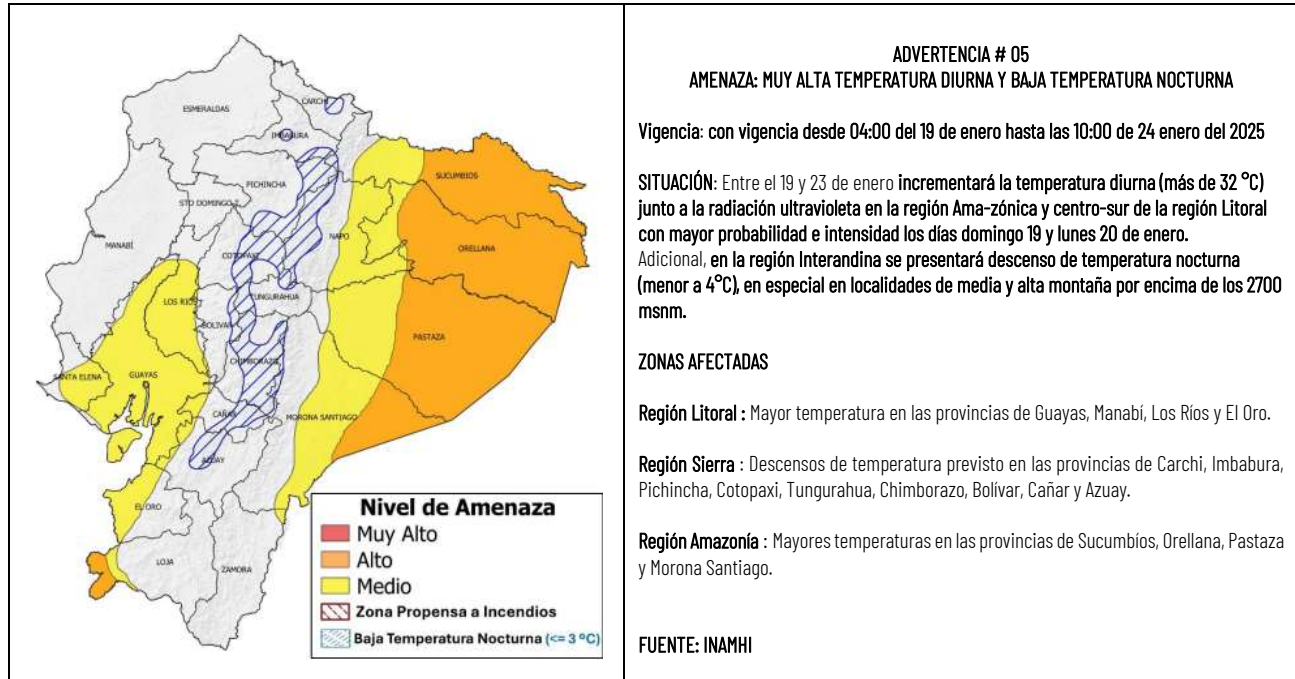 ESMERALDAS
CARCHI
IMBABURA
PICHINCHA
SUCUMBIOS
STO DOMINGO
MANABÍ
NAPO
ORELLANA
COTOPAXI
LOS RÍOS
TUNGURAHUA
BOLIVAR
PASTAZA
CHIMBORAZO
SANTA ELENA
GUAYAS
CAÑAR
MORONA SANTIAGO
AZUAY
EL ORO
LOJA
ZAMORA
Nivel de Amenaza
Muy Alto
Alto
Medio
Zona Propensa a Incendios
Baja Temperatura Nocturna (<= 3 ºC)
ADVERTENCIA # 05
AMENAZA: MUY ALTA TEMPERATURA DIURNA Y BAJA TEMPERATURA NOCTURNA
Vigencia: con vigencia desde 04:00 del 19 de enero hasta las 10:00 de 24 enero del 2025
SITUACIÓN: Entre el 19 y 23 de enero incrementará la temperatura diurna (más de 32 °C)
junto a la radiación ultravioleta en la región Ama-zónica y centro-sur de la región Litoral
con mayor probabilidad e intensidad los días domingo 19 y lunes 20 de enero.
Adicional, en la región Interandina se presentará descenso de temperatura nocturna
(menor a 4°C), en especial en localidades de media y alta montaña por encima de los 2700
msnm.
ZONAS AFECTADAS
Región Litoral : Mayor temperatura en las provincias de Guayas, Manabí, Los Ríos y El Oro.
Región Sierra : Descensos de temperatura previsto en las provincias de Carchi, Imbabura,
Pichincha, Cotopaxi, Tungurahua, Chimborazo, Bolívar, Cañar y Azuay.
Región Amazonía : Mayores temperaturas en las provincias de Sucumbíos, Orellana, Pastaza
y Morona Santiago.
FUENTE: INAMHI